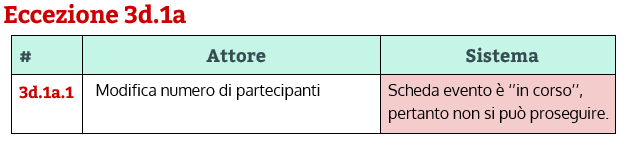 Eccezione 3d.1a
# Attore Sistema
3d.1a.1 Modifica numero di partecipanti Scheda evento è ‘‘in corso’’,
pertanto non si può proseguire.